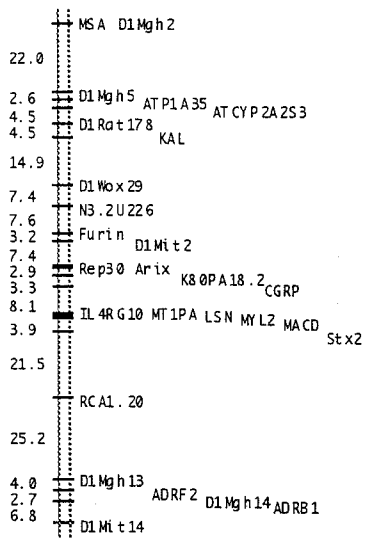 MSA D1Mgh2
22.0
2.6 D1Mgh5 ATP1A35 ATCYP2A2S3
4.5
4.5 D1Rat178 KAL
14.9
D1Wox29
7.4
N3.2U226
7.6
3.2 Furin D1Mit2
7.4
2.9 Rep30 Arix K80PA18.2 CGRP
3.3
8.1
IL4RG10 MT1PA LSN MYL2 MACD Stx2
3.9
21.5
RCA1.20
25.2
4.0 D1Mgh13 ADRF2 D1Mgh14 ADRB1
2.7
6.8
D1Mit14